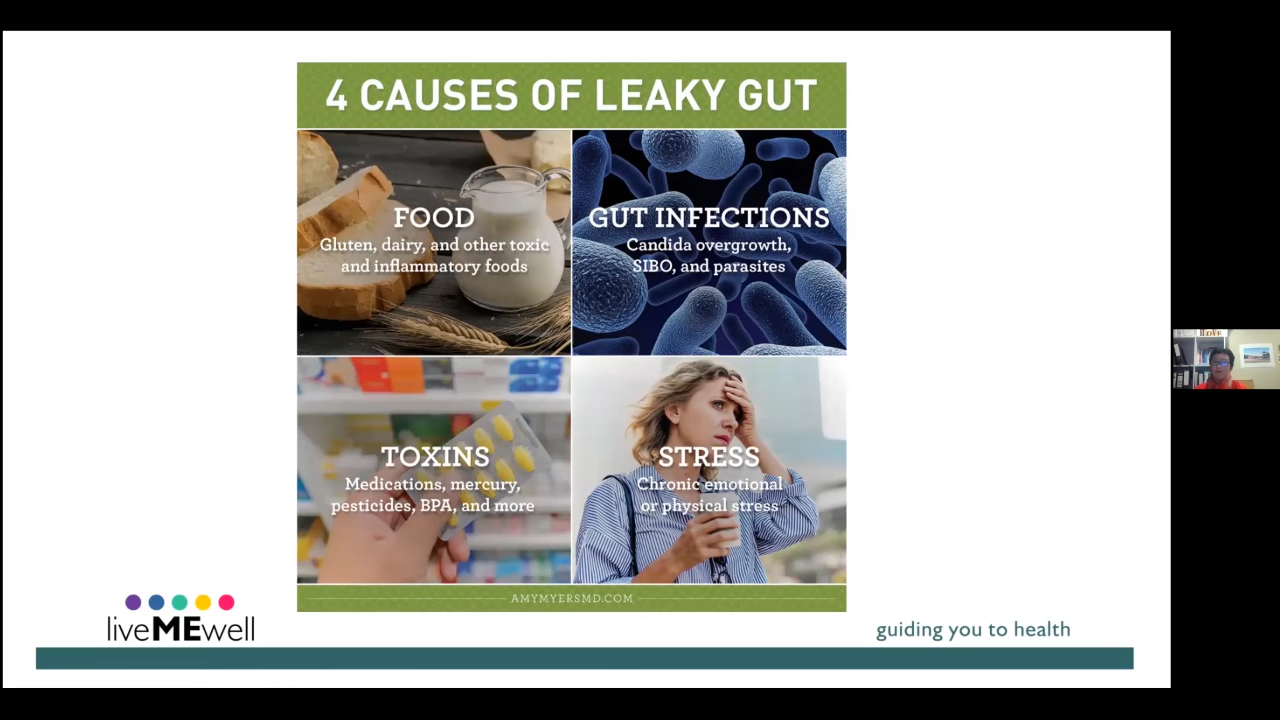 4 CAUSES OF LEAKY GUT
FOOD
Gluten, dairy, and other toxic
and inflammatory foods
GUT INFECTIONS
Candida overgrowth,
SIBO, and parasites
TOXINS
Medications, mercury,
pesticides, BPA, and more
STRESS
Chronic emotional
or physical stress
AMYMYERSMD.COM
liveMEwell
guiding you to health